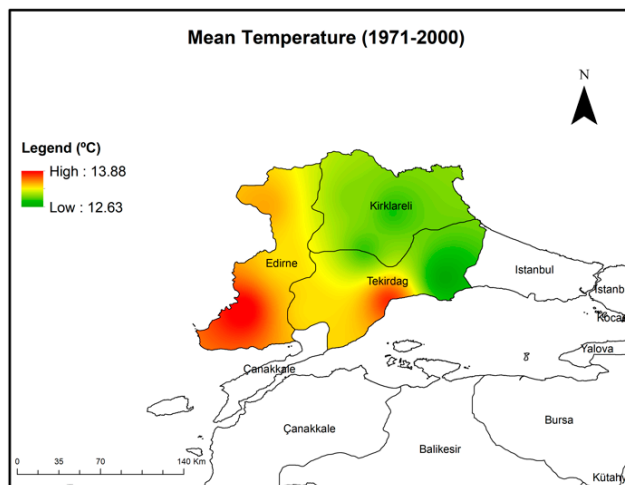 Mean Temperature (1971-2000)
N
Legend (ºC)
High : 13.88
Low : 12.63
Kirklareli
Edirne
Istanbul
Tekirdag
Istanb
Koca
Yalova
Çanakkale
Çanakkale
Bursa
Balikesir
0 35 70 140 Km
Kütahy